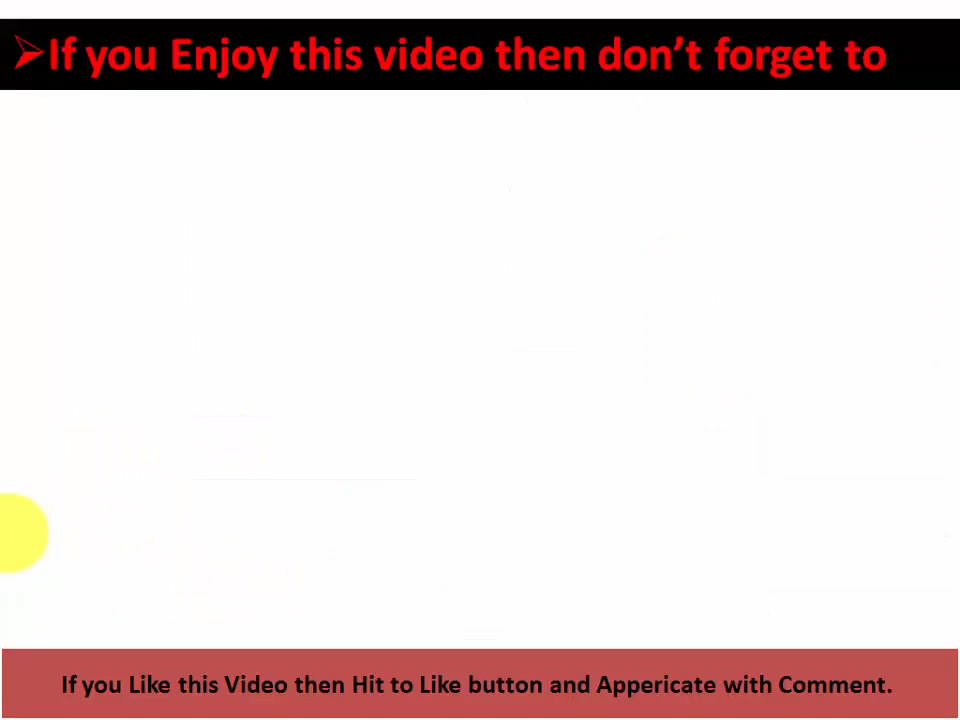 ➢If you Enjoy this video then don’t forget to
If you Like this Video then Hit to Like button and Appericate with Comment.